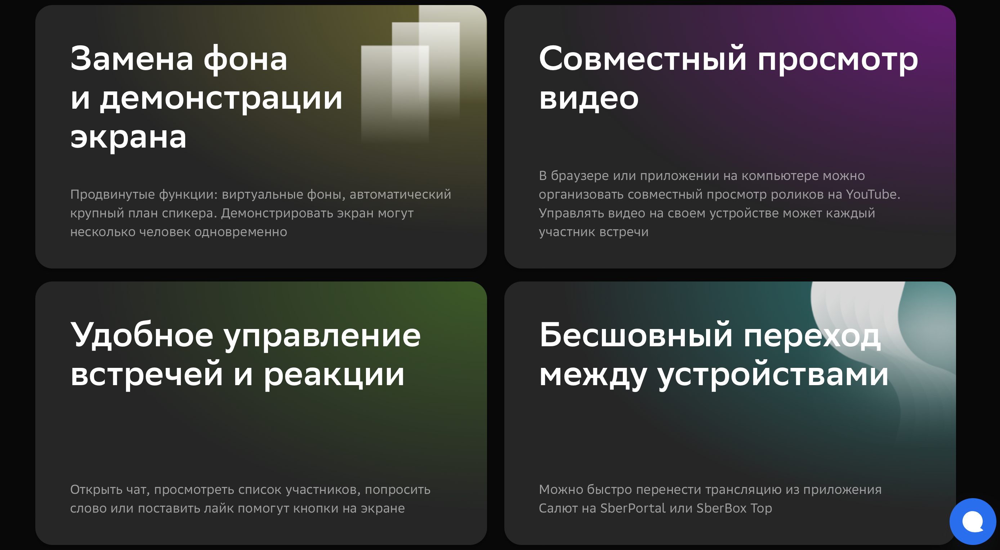 Замена фона
и демонстрации
экрана
Продвинутые функции: виртуальные фоны, автоматический
крупный план спикера. Демонстрировать экран могут
несколько человек одновременно
Совместный просмотр
видео
В браузере или приложении на компьютере можно
организовать совместный просмотр роликов на YouTube.
Управлять видео на своем устройстве может каждый
участник встречи
Удобное управление
встречей и реакции
Открыть чат, просмотреть список участников, попросить
слово или поставить лайк помогут кнопки на экране
Бесшовный переход
между устройствами
Можно быстро перенести трансляцию из приложения
Салют на SberPortal или SberBox Top